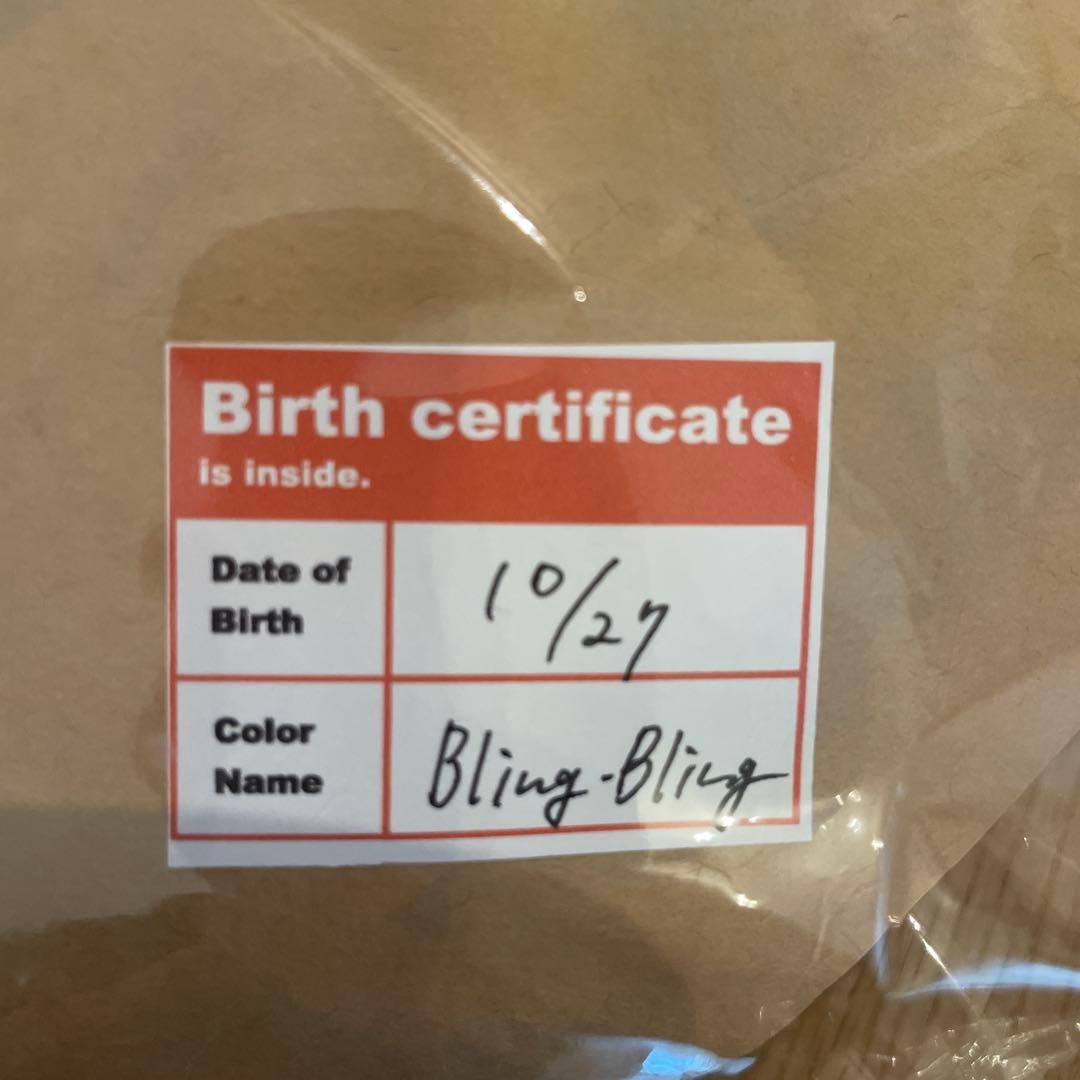 Birth certificate
is inside.
Date of
Birth
10/27
Color
Name
Bling-Bling